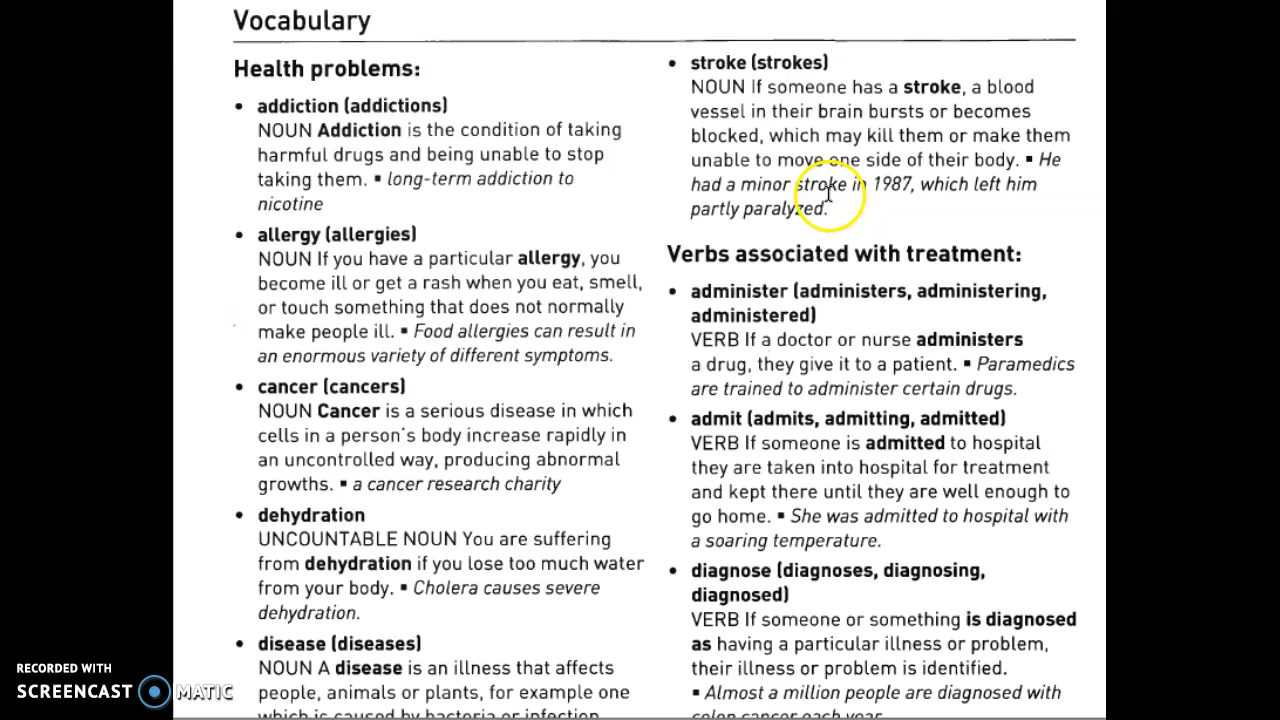 Vocabulary
Health problems:
• addiction (addictions)
NOUN Addiction is the condition of taking
harmful drugs and being unable to stop
taking them. ▪ long-term addiction to
nicotine
• allergy (allergies)
NOUN If you have a particular allergy, you
become ill or get a rash when you eat, smell,
or touch something that does not normally
make people ill. ▪ Food allergies can result in
an enormous variety of different symptoms.
• cancer (cancers)
NOUN Cancer is a serious disease in which
cells in a person's body increase rapidly in
an uncontrolled way, producing abnormal
growths. ▪ a cancer research charity
• dehydration
UNCOUNTABLE NOUN You are suffering
from dehydration if you lose too much water
from your body. ▪ Cholera causes severe
dehydration.
• disease (diseases)
NOUN A disease is an illness that affects
people, animals or plants, for example one
which is caused by bacteria or infection
• stroke (strokes)
NOUN If someone has a stroke, a blood
vessel in their brain bursts or becomes
blocked, which may kill them or make them
unable to move one side of their body. ▪ He
had a minor stroke in 1987, which left him
partly paralyzed.
Verbs associated with treatment:
• administer (administers, administering,
administered)
VERB If a doctor or nurse administers
a drug, they give it to a patient. ▪ Paramedics
are trained to administer certain drugs.
• admit (admits, admitting, admitted)
VERB If someone is admitted to hospital
they are taken into hospital for treatment
and kept there until they are well enough to
go home. ▪ She was admitted to hospital with
a soaring temperature.
• diagnose (diagnoses, diagnosing,
diagnosed)
VERB If someone or something is diagnosed
as having a particular illness or problem,
their illness or problem is identified.
▪ Almost a million people are diagnosed with
colon cancer each year
RECORDED WITH
SCREENCAST MATIC